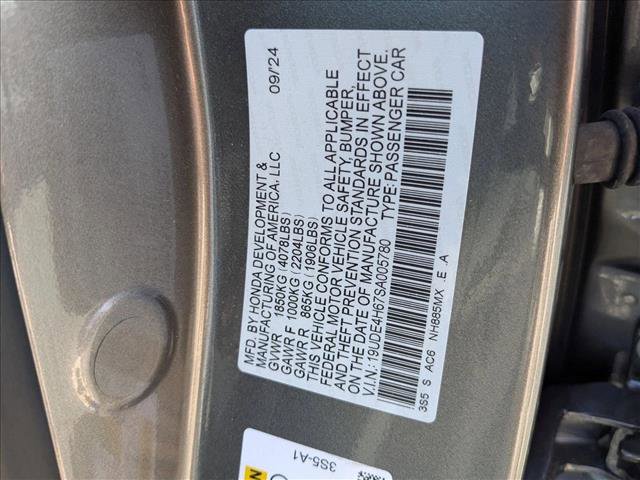 MFD. BY HONDA DEVELOPMENT & 09/24
MANUFACTURING OF AMERICA, LLC
GVWR 1850KG (4078LBS)
GAWR F 1000KG (2204LBS)
GAWR R 865KG (1906LBS)
THIS VEHICLE CONFORMS TO ALL APPLICABLE
FEDERAL MOTOR VEHICLE SAFETY, BUMPER,
AND THEFT PREVENTION STANDARDS IN EFFECT
ON THE DATE OF MANUFACTURE SHOWN ABOVE.
V.I.N.: 19UDE4H67SA005780 TYPE:PASSENGER CAR
3S5 S AC6 NH885MX .E .A
3S5-A1